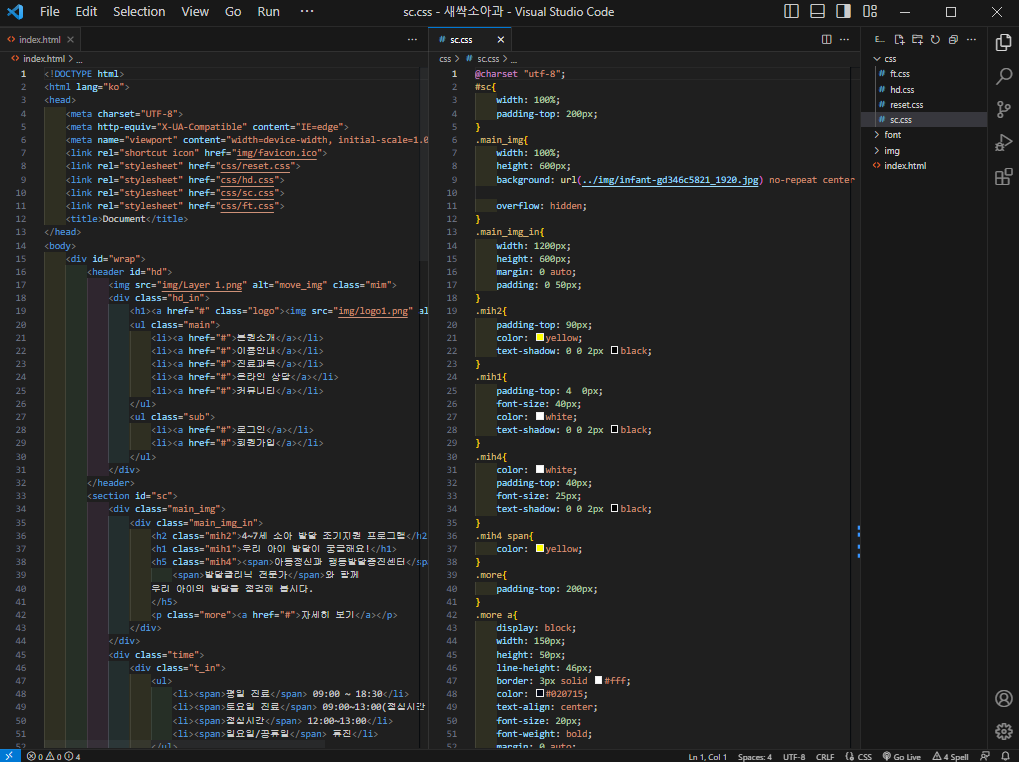 File Edit Selection View Go Run ··· sc.css - 새싹소아과 - Visual Studio Code
index.html
index.html > ...
1 <!DOCTYPE html>
2 <html lang="ko">
3 <head>
4 <meta charset="UTF-8">
5 <meta http-equiv="X-UA-Compatible" content="IE=edge">
6 <meta name="viewport" content="width=device-width, initial-scale=1.0
7 <link rel="shortcut icon" href="img/favicon.ico">
8 <link rel="stylesheet" href="css/reset.css">
9 <link rel="stylesheet" href="css/hd.css">
10 <link rel="stylesheet" href="css/sc.css">
11 <link rel="stylesheet" href="css/ft.css">
12 <title>Document</title>
13 </head>
14 <body>
15 <div id="wrap">
16 <header id="hd">
17 <img src="img/Layer 1.png" alt="move_img" class="mim">
18 <div class="hd_in">
19 <h1><a href="#" class="logo"><img src="img/logo1.png" al
20 <ul class="main">
21 <li><a href="#">본원소개</a></li>
22 <li><a href="#">이용안내</a></li>
23 <li><a href="#">진료과목</a></li>
24 <li><a href="#">온라인 상담</a></li>
25 <li><a href="#">커뮤니티</a></li>
26 </ul>
27 <ul class="sub">
28 <li><a href="#">로그인</a></li>
29 <li><a href="#">회원가입</a></li>
30 </ul>
31 </div>
32 </header>
33 <section id="sc">
34 <div class="main_img">
35 <div class="main_img_in">
36 <h2 class="mih2">4~7세 소아 발달 조기지원 프로그램</h2
37 <h1 class="mih1">우리 아이 발달이 궁금해요!</h1>
38 <h5 class="mih4"><span>아동정신과 행동발달증진센터</sp
39 <span>발달클리닉 전문가</span>와 함께
40 우리 아이의 발달을 점검해 봅시다.
41 </h5>
42 <p class="more"><a href="#">자세히 보기</a></p>
43 </div>
44 </div>
45 <div class="time">
46 <div class="t_in">
47 <ul>
48 <li><span>평일 진료</span> 09:00 ~ 18:30</li>
49 <li><span>토요일 진료</span> 09:00~13:00(점심시간
50 <li><span>점심시간</span> 12:00~13:00</li>
51 <li><span>일요일/공휴일</span> 휴진</li>
52 </ul>
sc.css
css > sc.css > ...
1 @charset "utf-8";
2 #sc{
3 width: 100%;
4 padding-top: 200px;
5 }
6 .main_img{
7 width: 100%;
8 height: 600px;
9 background: url(../img/infant-gd346c5821_1920.jpg) no-repeat center
10
11 overflow: hidden;
12 }
13 .main_img_in{
14 width: 1200px;
15 height: 600px;
16 margin: 0 auto;
17 padding: 0 50px;
18 }
19 .mih2{
20 padding-top: 90px;
21 color: yellow;
22 text-shadow: 0 0 2px black;
23 }
24 .mih1{
25 padding-top: 4 0px;
26 font-size: 40px;
27 color: white;
28 text-shadow: 0 0 2px black;
29 }
30 .mih4{
31 color: white;
32 padding-top: 40px;
33 font-size: 25px;
34 text-shadow: 0 0 2px black;
35 }
36 .mih4 span{
37 color: yellow;
38 }
39 .more{
40 padding-top: 200px;
41 }
42 .more a{
43 display: block;
44 width: 150px;
45 height: 50px;
46 line-height: 46px;
47 border: 3px solid #fff;
48 color: #020715;
49 text-align: center;
50 font-size: 20px;
51 font-weight: bold;
52 margin: 0 auto;
E...
css
ft.css
hd.css
reset.css
sc.css
font
img
index.html
0 0 4 Ln 1, Col 1 Spaces: 4 UTF-8 CRLF CSS Go Live 4 Spell